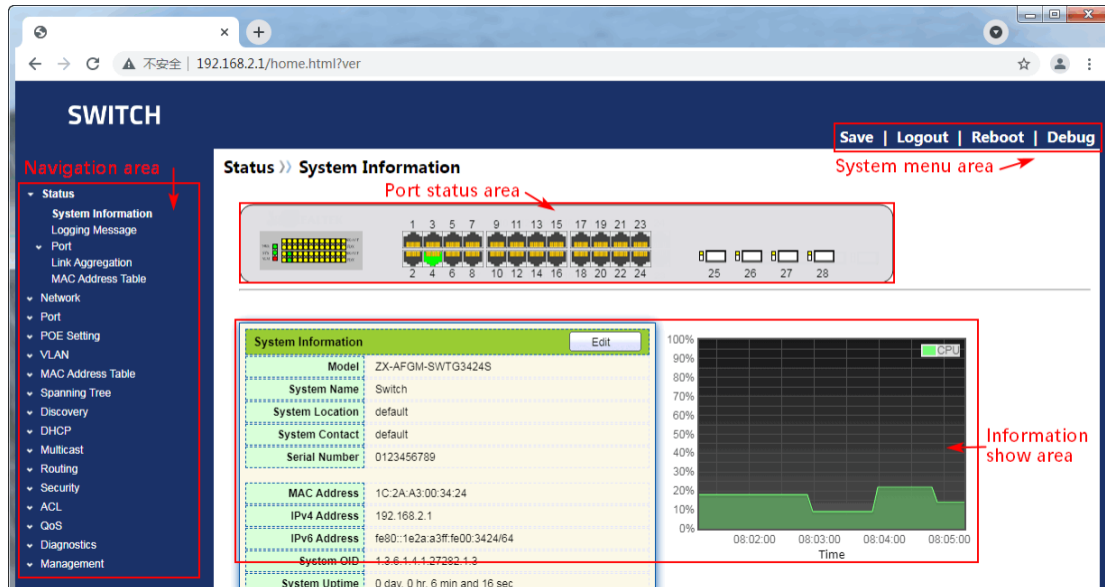 不安全 | 192.168.2.1/home.html?ver
SWITCH
Save | Logout | Reboot | Debug
System menu area
Navigation area
Status
System Information
Logging Message
Port
Link Aggregation
MAC Address Table
Network
Port
POE Setting
VLAN
MAC Address Table
Spanning Tree
Discovery
DHCP
Multicast
Routing
Security
ACL
QoS
Diagnostics
Management
Status 》 System Information
Port status area
1 3 5 7 9 11 13 15 17 19 21 23
2 4 6 8 10 12 14 16 18 20 22 24
25 26 27 28
System Information Edit
Model ZX-AFGM-SWTG3424S
System Name Switch
System Location default
System Contact default
Serial Number 0123456789
MAC Address 1C:2A:A3:00:34:24
IPv4 Address 192.168.2.1
IPv6 Address fe80::1e2a:a3ff:fe00:3424/64
System OID 1.3.6.1.4.1.27282.1.3
System Uptime 0 day, 0 hr, 6 min and 16 sec
100%
90%
80%
70%
60%
50%
40%
30%
20%
10%
0%
CPU
08:02:00 08:03:00 08:04:00 08:05:00
Time
Information
show area